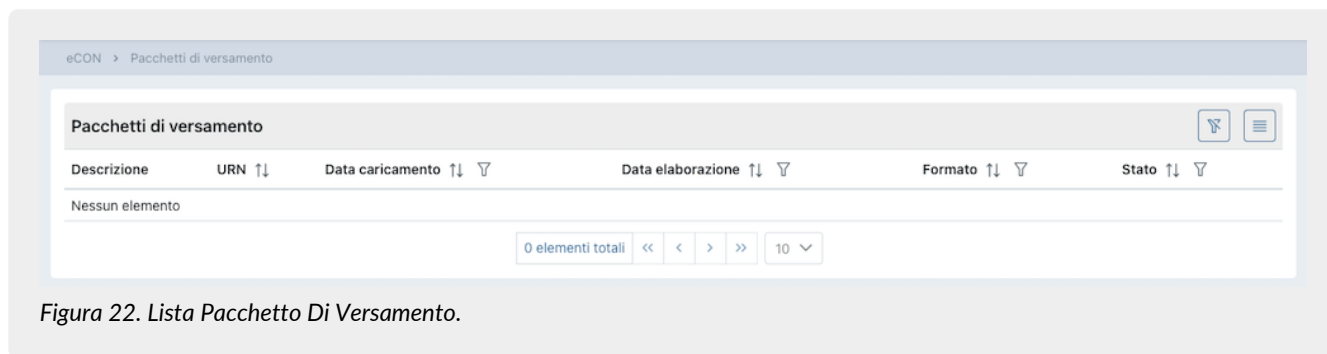 eCON > Pacchetti di versamento
Pacchetti di versamento
Descrizione URN Data caricamento Data elaborazione Formato Stato
Nessun elemento
0 elementi totali << < > >> 10
Figura 22. Lista Pacchetto Di Versamento.